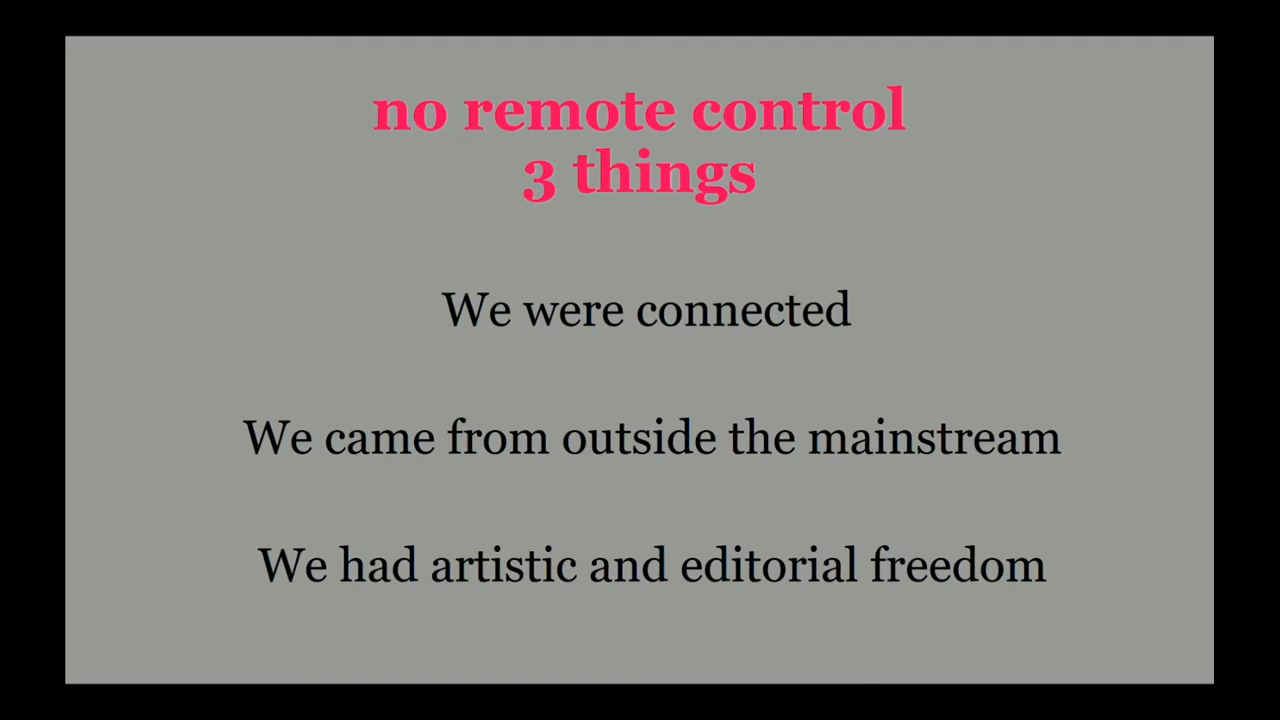 no remote control
3 things
We were connected
We came from outside the mainstream
We had artistic and editorial freedom